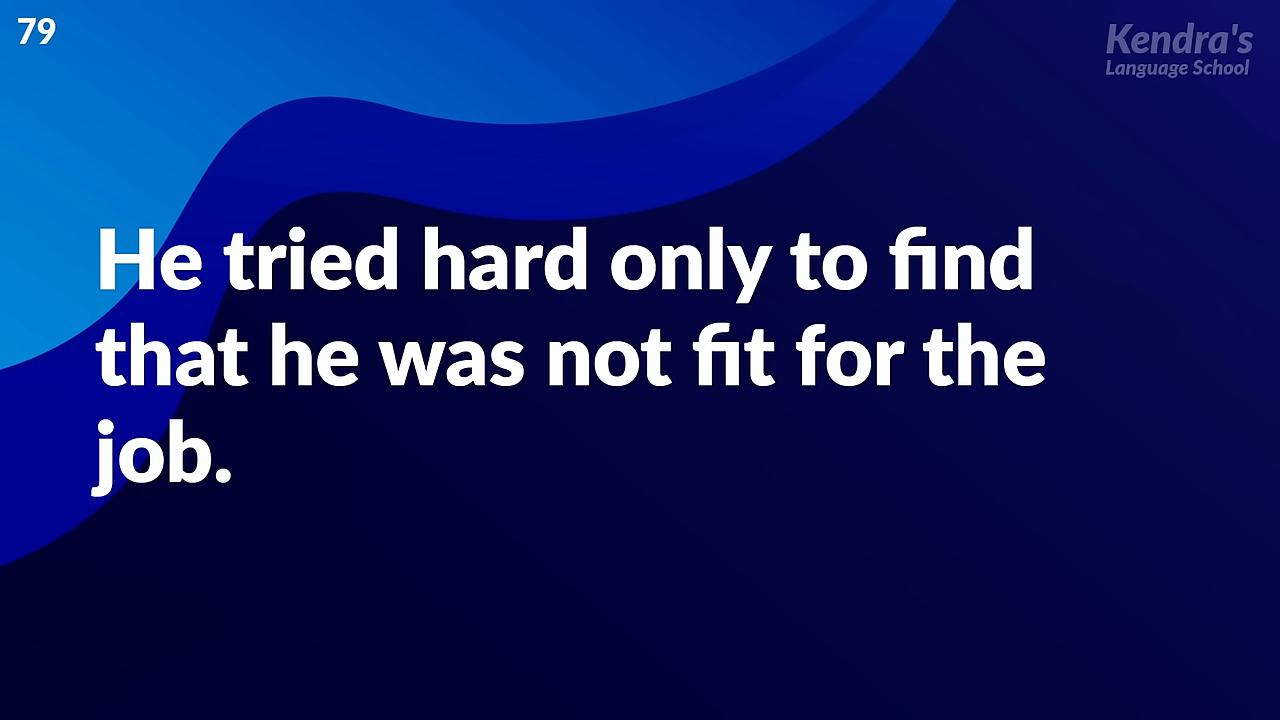 79
Kendra's
Language School
He tried hard only to find
that he was not fit for the
job.